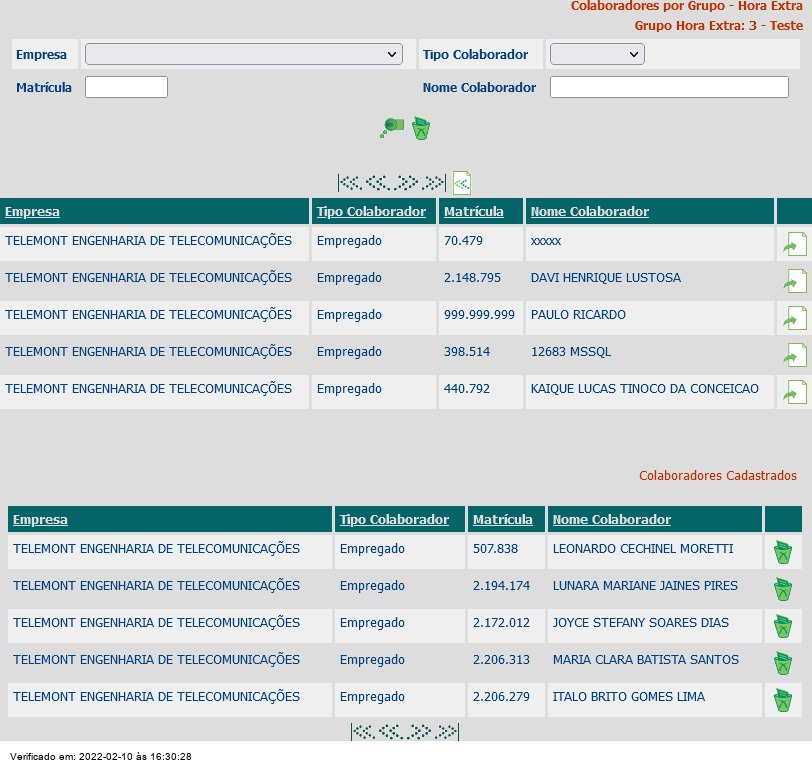 Colaboradores por Grupo - Hora Extra
Grupo Hora Extra: 3 - Teste
Empresa Tipo Colaborador
Matrícula Nome Colaborador
Empresa Tipo Colaborador Matrícula Nome Colaborador
TELEMONT ENGENHARIA DE TELECOMUNICAÇÕES Empregado 70.479 xxxxx
TELEMONT ENGENHARIA DE TELECOMUNICAÇÕES Empregado 2.148.795 DAVI HENRIQUE LUSTOSA
TELEMONT ENGENHARIA DE TELECOMUNICAÇÕES Empregado 999.999.999 PAULO RICARDO
TELEMONT ENGENHARIA DE TELECOMUNICAÇÕES Empregado 398.514 12683 MSSQL
TELEMONT ENGENHARIA DE TELECOMUNICAÇÕES Empregado 440.792 KAIQUE LUCAS TINOCO DA CONCEICAO
Colaboradores Cadastrados
Empresa Tipo Colaborador Matrícula Nome Colaborador
TELEMONT ENGENHARIA DE TELECOMUNICAÇÕES Empregado 507.838 LEONARDO CECHINEL MORETTI
TELEMONT ENGENHARIA DE TELECOMUNICAÇÕES Empregado 2.194.174 LUNARA MARIANE JAINES PIRES
TELEMONT ENGENHARIA DE TELECOMUNICAÇÕES Empregado 2.172.012 JOYCE STEFANY SOARES DIAS
TELEMONT ENGENHARIA DE TELECOMUNICAÇÕES Empregado 2.206.313 MARIA CLARA BATISTA SANTOS
TELEMONT ENGENHARIA DE TELECOMUNICAÇÕES Empregado 2.206.279 ITALO BRITO GOMES LIMA
Verificado em: 2022-02-10 às 16:30:28